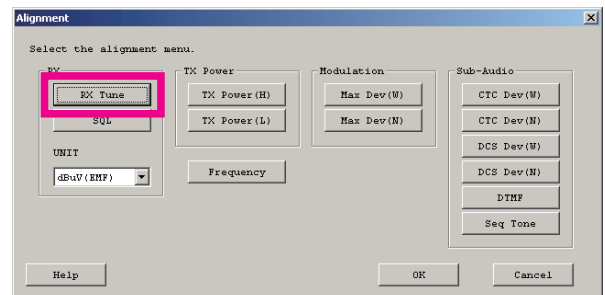 Alignment
Select the alignment menu.
RX
RX Tune
SQL
UNIT
dBuV(EMF)
TX Power
TX Power(H)
TX Power(L)
Frequency
Modulation
Max Dev(W)
Max Dev(N)
Sub-Audio
CTC Dev(W)
CTC Dev(N)
DCS Dev(W)
DCS Dev(N)
DTMF
Seq Tone
Help
OK
Cancel